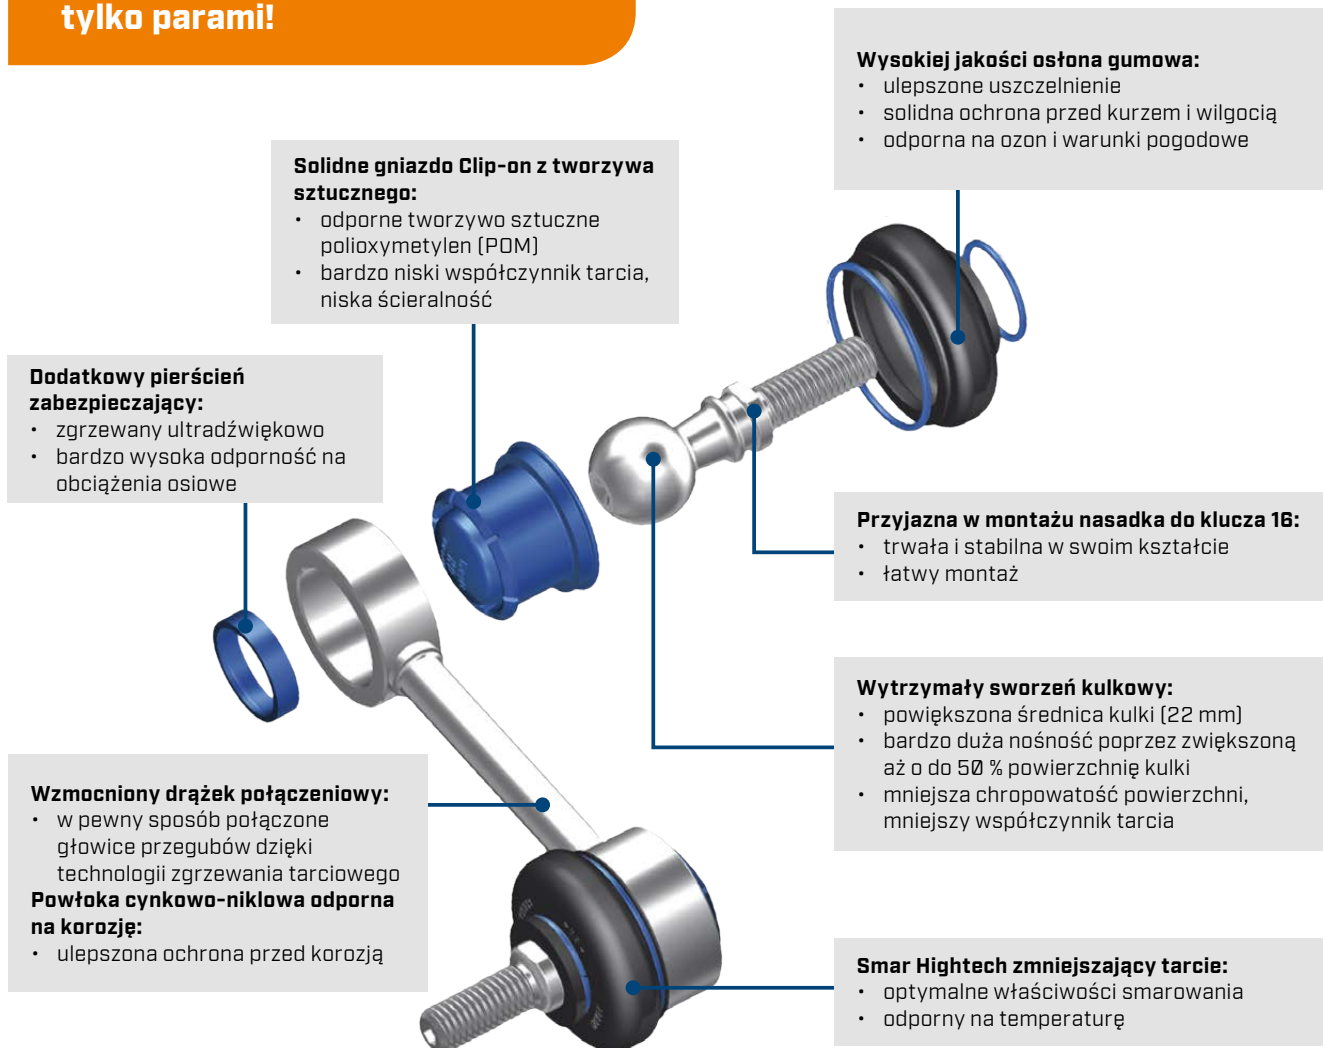 tylko parami!
Wysokiej jakości osłona gumowa:
• ulepszone uszczelnienie
• solidna ochrona przed kurzem i wilgocią
• odporna na ozon i warunki pogodowe
Solidne gniazdo Clip-on z tworzywa
sztucznego:
• odporne tworzywo sztuczne
polioxymetylen (POM)
• bardzo niski współczynnik tarcia,
niska ścieralność
Dodatkowy pierścień
zabezpieczający:
• zgrzewany ultradźwiękowo
• bardzo wysoka odporność na
obciążenia osiowe
Przyjazna w montażu nasadka do klucza 16:
• trwała i stabilna w swoim kształcie
• łatwy montaż
Wytrzymały sworzeń kulkowy:
• powiększona średnica kulki (22 mm)
• bardzo duża nośność poprzez zwiększoną
aż o do 50 % powierzchnię kulki
• mniejsza chropowatość powierzchni,
mniejszy współczynnik tarcia
Wzmocniony drążek połączeniowy:
• w pewny sposób połączone
głowice przegubów dzięki
technologii zgrzewania tarciowego
Powłoka cynkowo-niklowa odporna
na korozję:
• ulepszona ochrona przed korozją
Smar Hightech zmniejszający tarcie:
• optymalne właściwości smarowania
• odporny na temperaturę